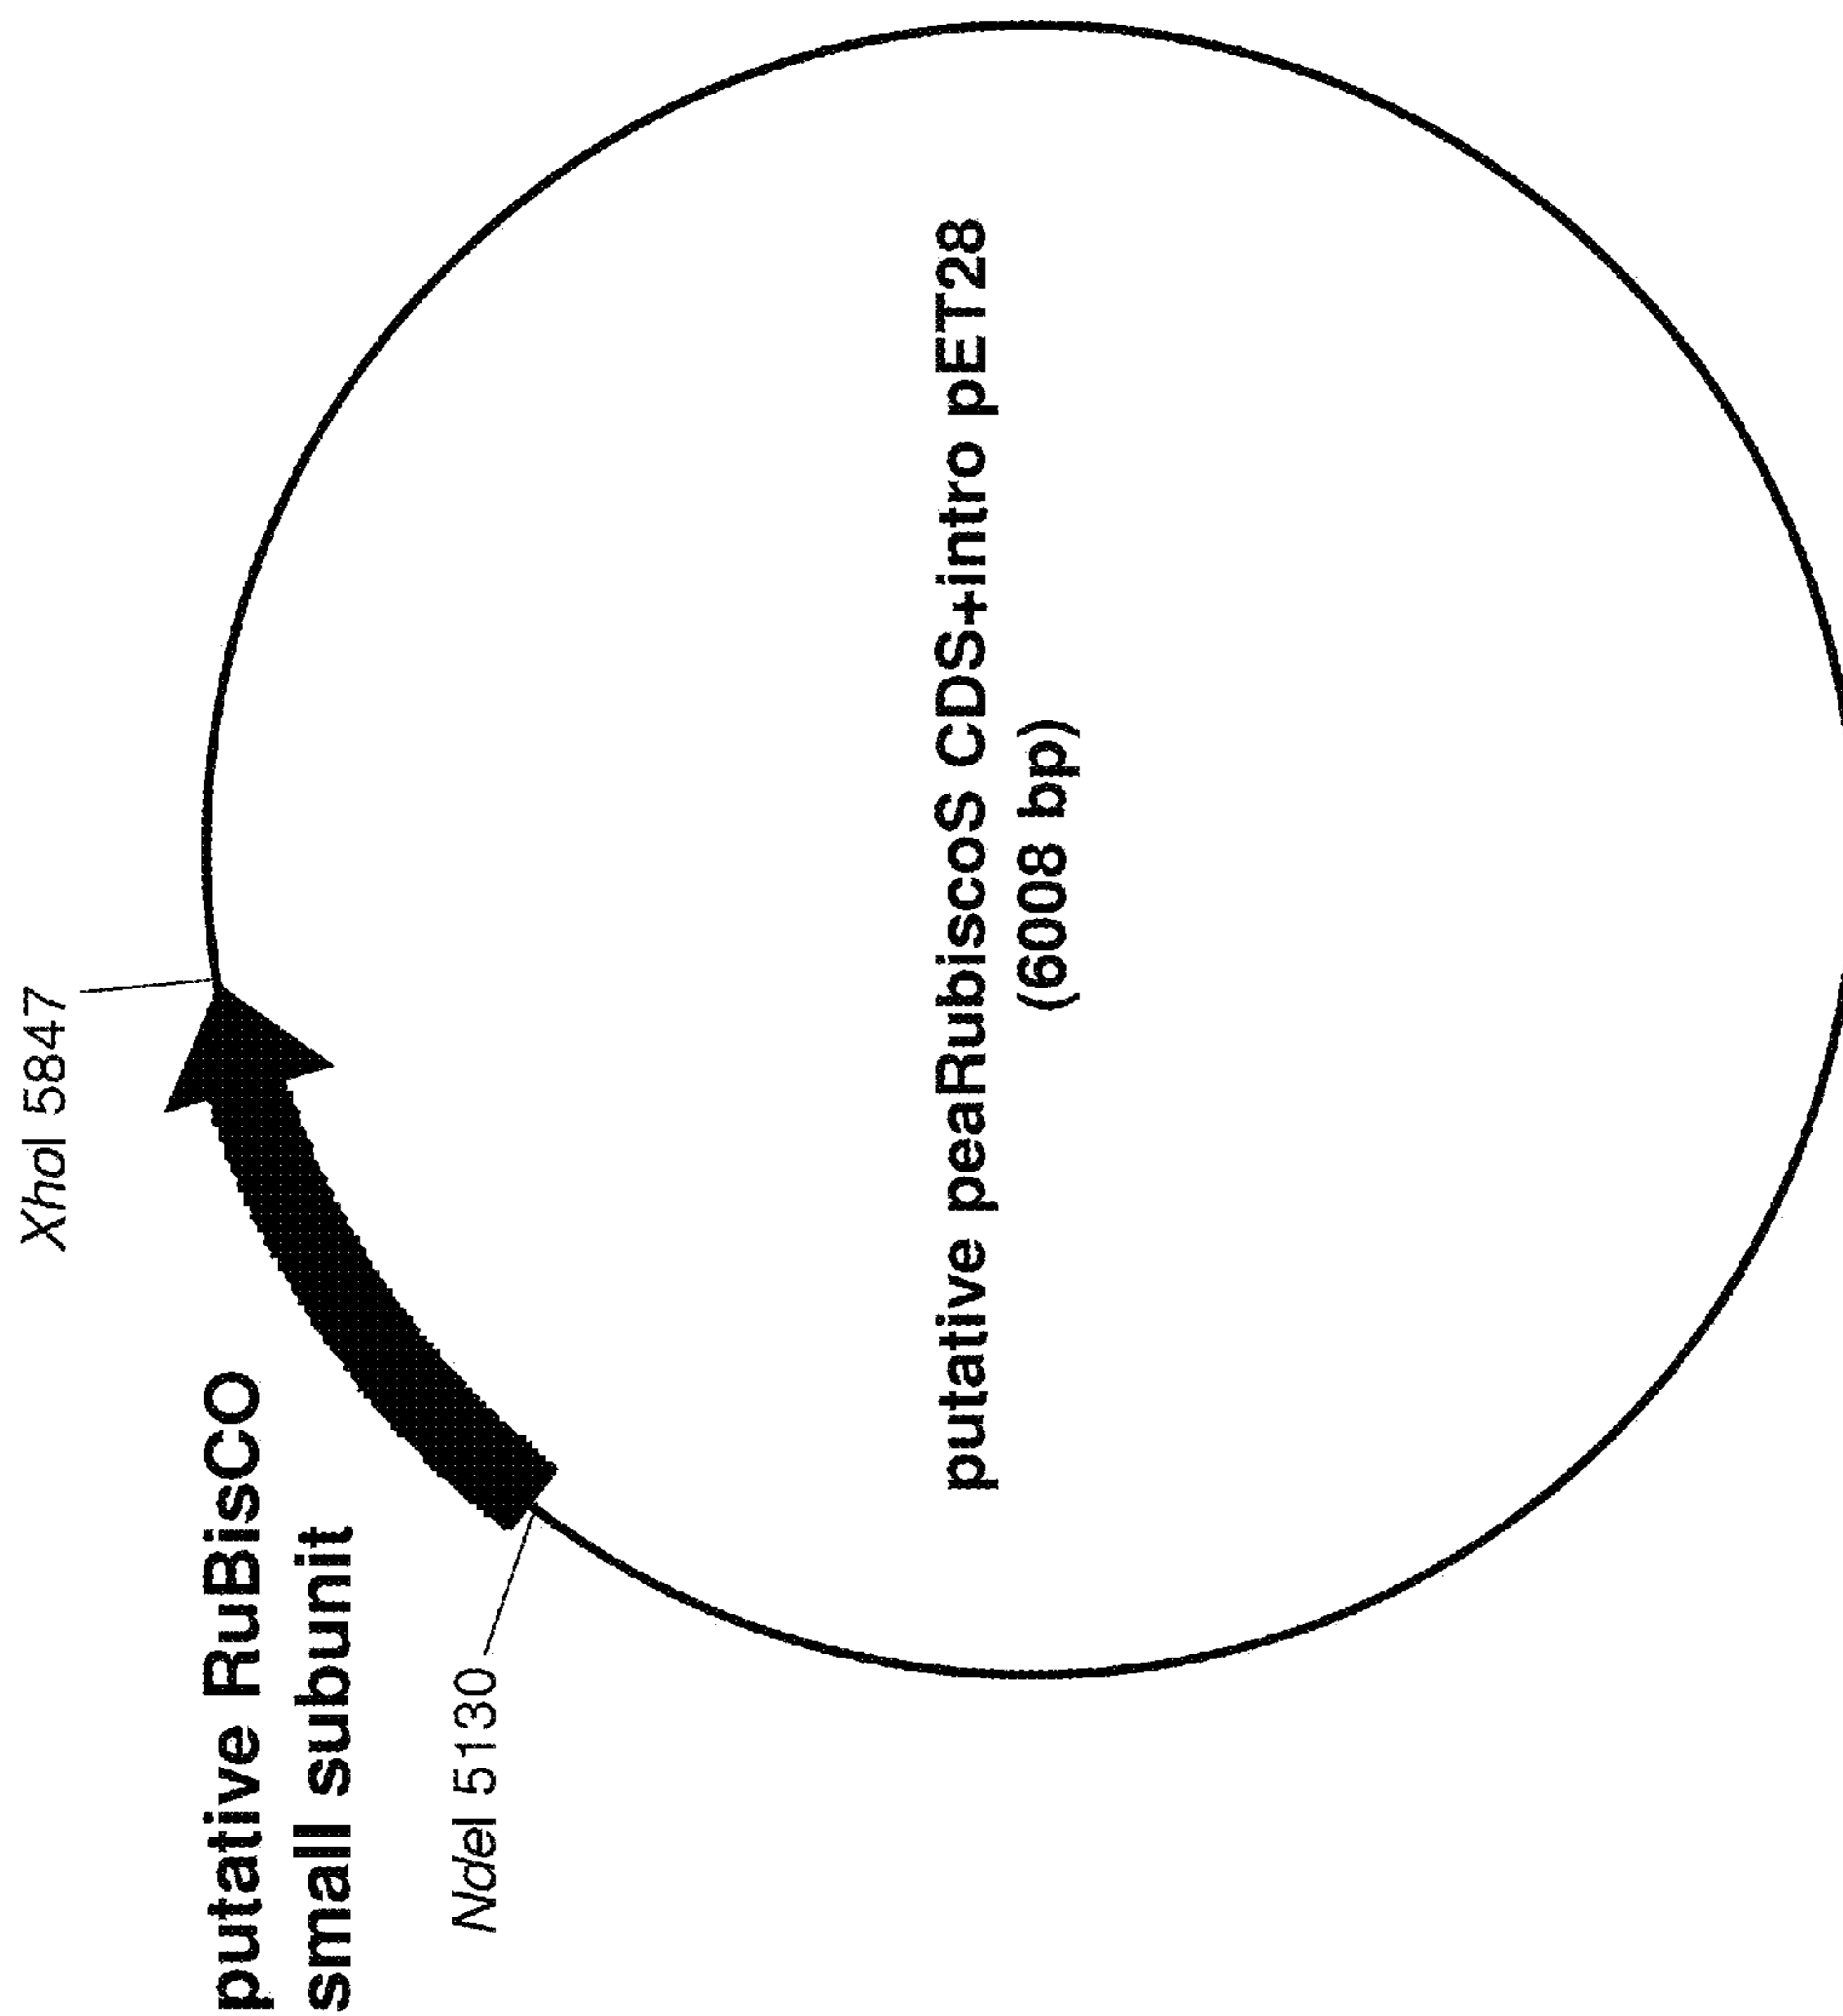 putative RuBisCO
small subunit
XhoI 5847
NdeI 5130
putative peaRubiscoS CDS+intro pET28
(6008 bp)